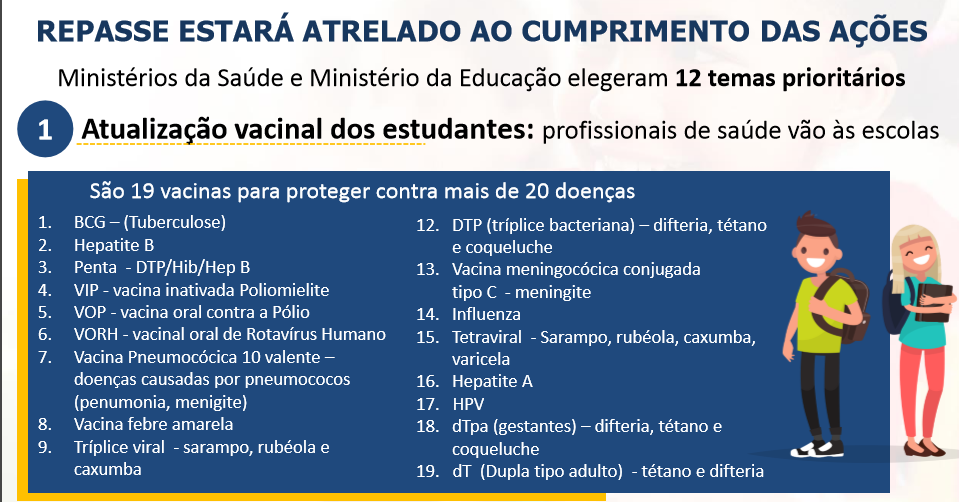 REPASSE ESTARÁ ATRELADO AO CUMPRIMENTO DAS AÇÕES
Ministérios da Saúde e Ministério da Educação elegeram 12 temas prioritários
1 Atualização vacinal dos estudantes: profissionais de saúde vão às escolas
São 19 vacinas para proteger contra mais de 20 doenças
1. BCG – (Tuberculose)
2. Hepatite B
3. Penta - DTP/Hib/Hep B
4. VIP - vacina inativada Poliomielite
5. VOP - vacina oral contra a Pólio
6. VORH - vacinal oral de Rotavírus Humano
7. Vacina Pneumocócica 10 valente –
doenças causadas por pneumococos
(penumonia, menigite)
8. Vacina febre amarela
9. Tríplice viral - sarampo, rubéola e
caxumba
12. DTP (tríplice bacteriana) – difteria, tétano
e coqueluche
13. Vacina meningocócica conjugada
tipo C - meningite
14. Influenza
15. Tetraviral - Sarampo, rubéola, caxumba,
varicela
16. Hepatite A
17. HPV
18. dTpa (gestantes) – difteria, tétano e
coqueluche
19. dT (Dupla tipo adulto) - tétano e difteria